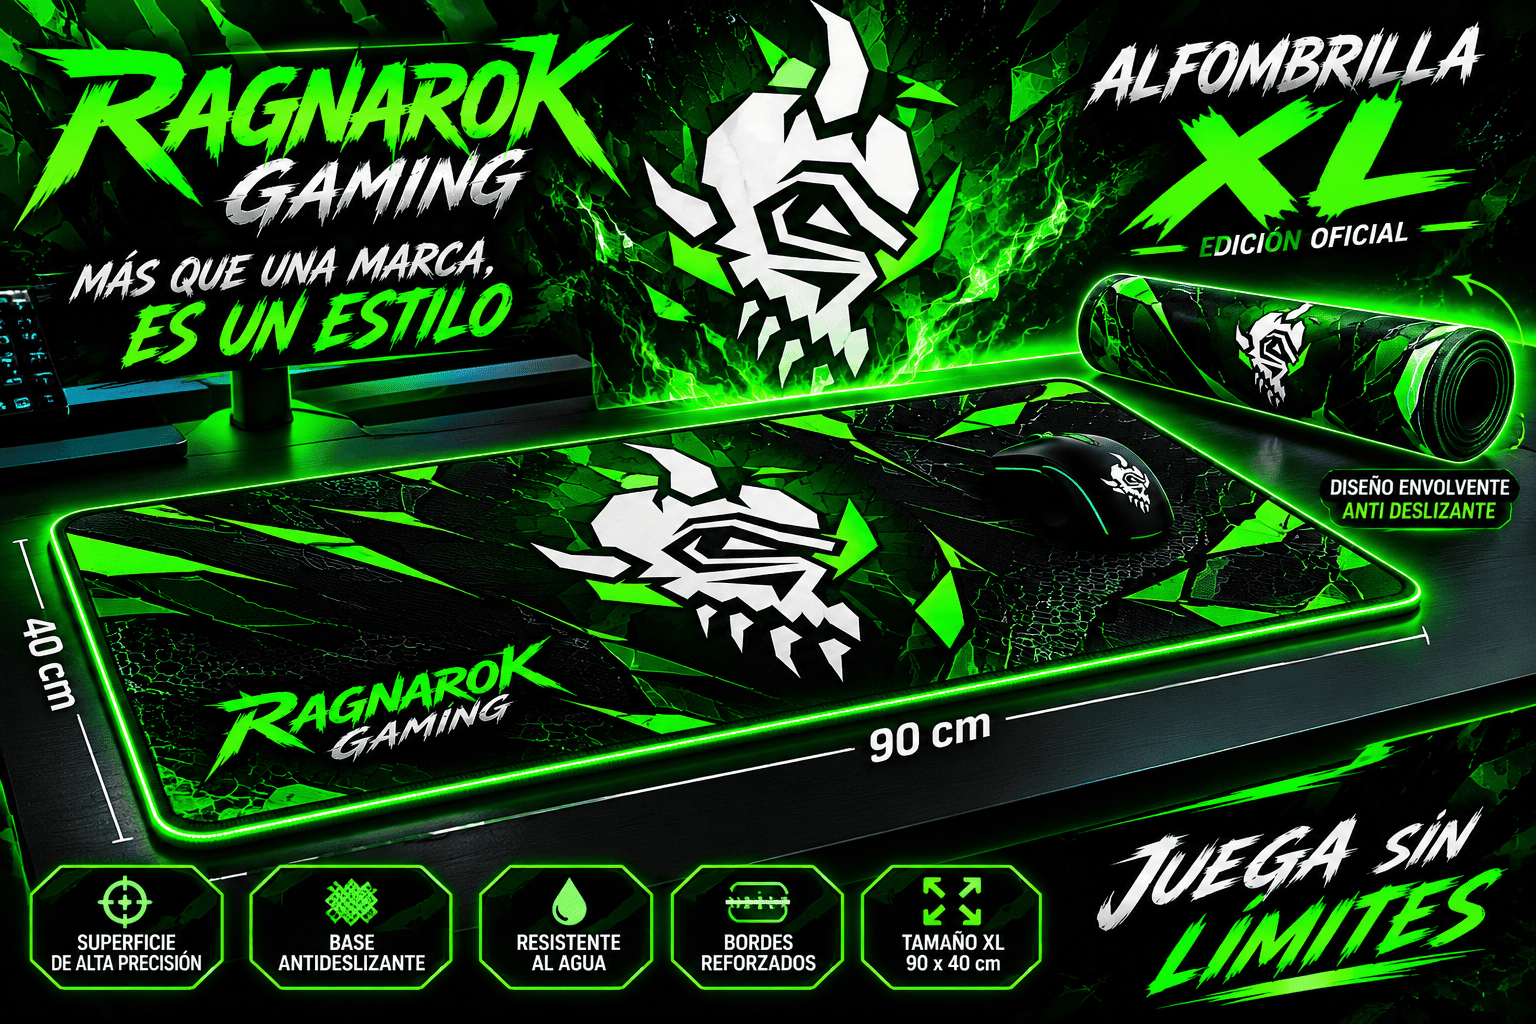 RAGNAROK
GAMING
MÁS QUE UNA MARCA,
ES UN ESTILO
ALFOMBRILLA
XL
EDICIÓN OFICIAL
DISEÑO ENVOLVENTE
ANTI DESLIZANTE
RAGNAROK
GAMING
40 cm
90 cm
SUPERFICIE
DE ALTA PRECISIÓN
BASE
ANTIDESLIZANTE
RESISTENTE
AL AGUA
BORDES
REFORZADOS
TAMAÑO XL
90 x 40 cm
JUEGA SIN
LÍMITES